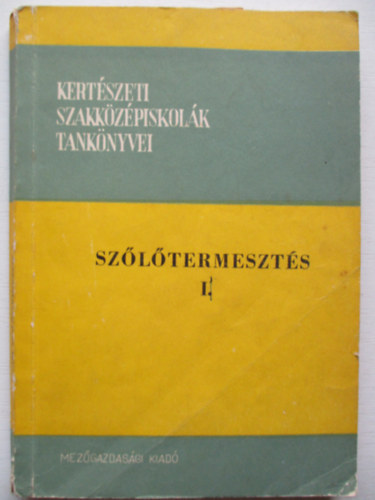 KERTÉSZETI
SZAKKÖZÉPISKOLÁK
TANKÖNYVEI
SZŐLŐTERMESZTÉS
I.
MEZŐGAZDASÁGI KIADÓ